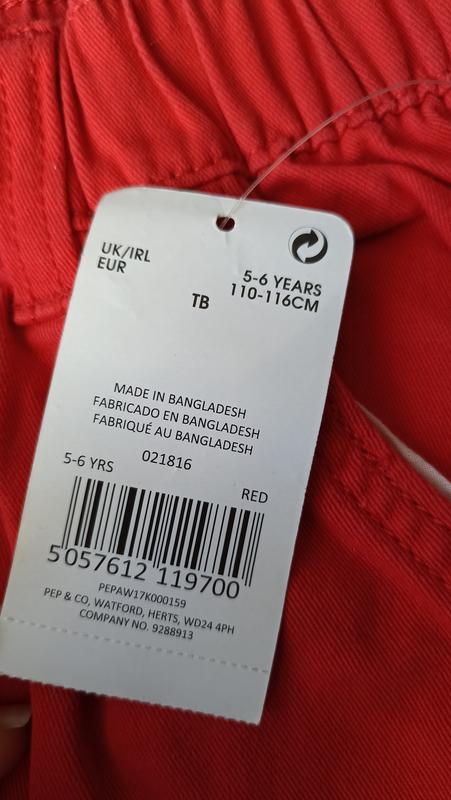 UK/IRL
EUR
5-6 YEARS
110-116CM
TB
MADE IN BANGLADESH
FABRICADO EN BANGLADESH
FABRIQUÉ AU BANGLADESH
5-6 YRS
021816
RED
5 057612 119700
PEPAW17K000159
PEP & CO, WATFORD, HERTS, WD24 4PH
COMPANY NO. 9288913